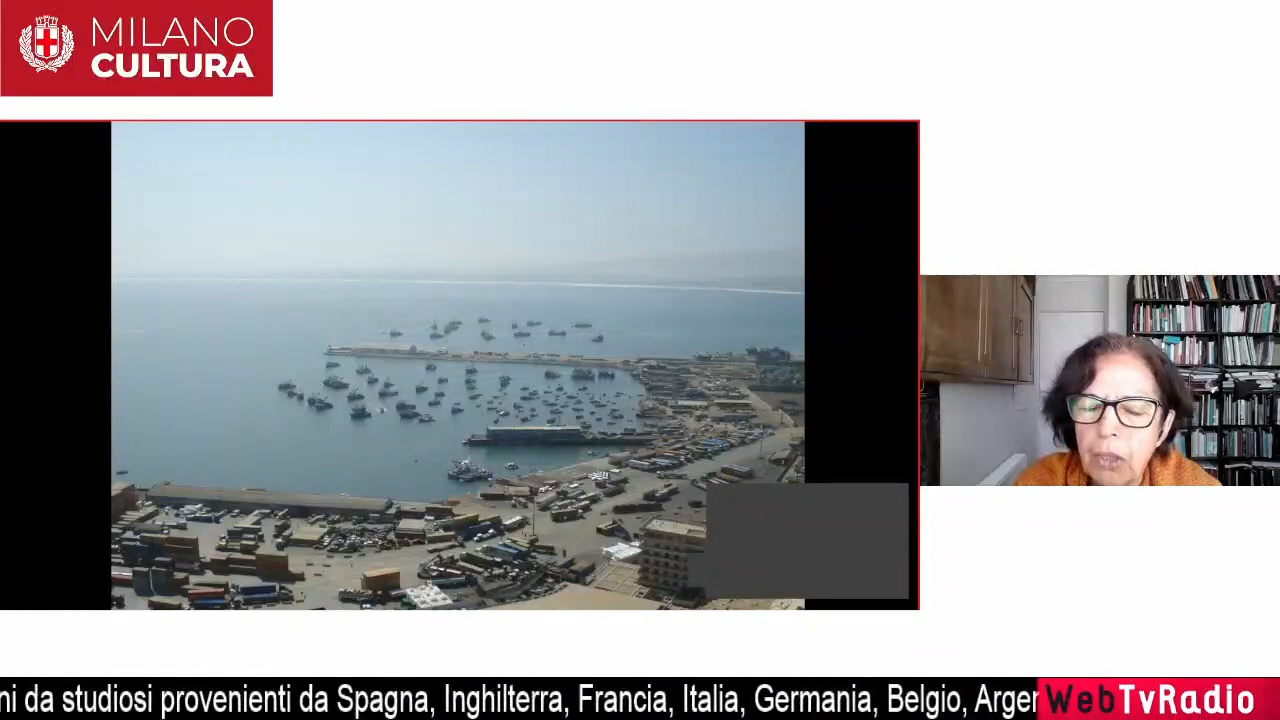 MILANO
CULTURA
ni da studiosi provenienti da Spagna, Inghilterra, Francia, Italia, Germania, Belgio, Arger
WebTvRadio